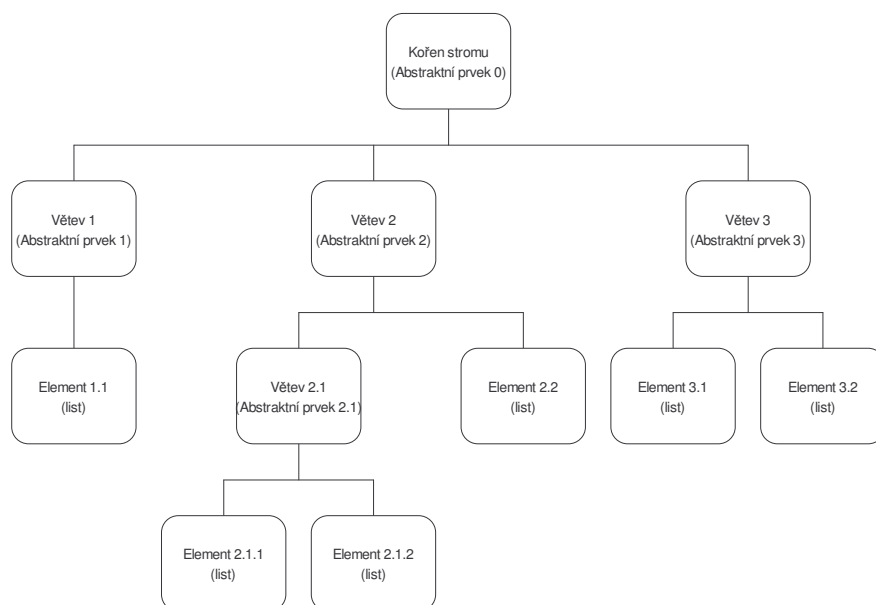 Kořen stromu
(Abstraktní prvek 0)
Větev 1
(Abstraktní prvek 1)
Větev 2
(Abstraktní prvek 2)
Větev 3
(Abstraktní prvek 3)
Element 1.1
(list)
Větev 2.1
(Abstraktní prvek 2.1)
Element 2.2
(list)
Element 3.1
(list)
Element 3.2
(list)
Element 2.1.1
(list)
Element 2.1.2
(list)